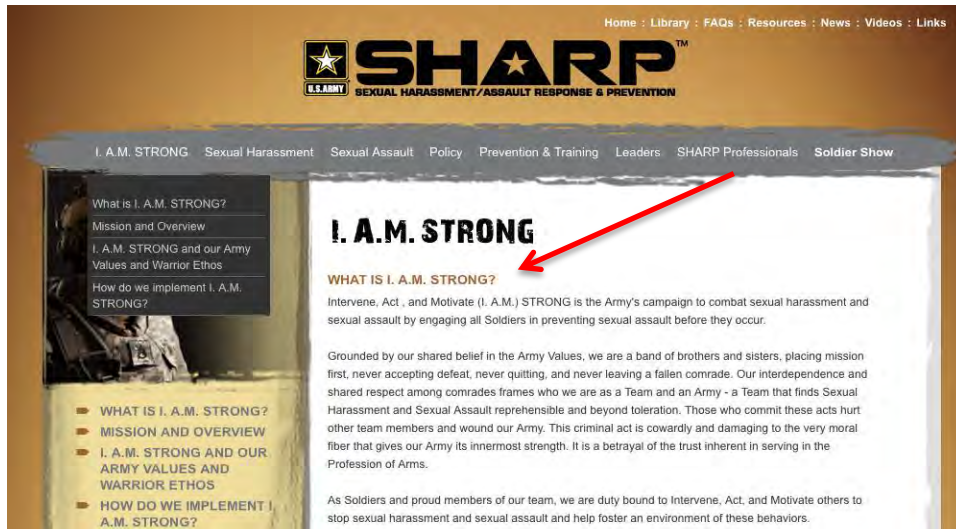 Home : Library : FAQs : Resources : News : Videos : Links
U.S.ARMY
SHARP™
SEXUAL HARASSMENT/ASSAULT RESPONSE & PREVENTION
I. A.M. STRONG Sexual Harassment Sexual Assault Policy Prevention & Training Leaders SHARP Professionals Soldier Show
What is I. A.M. STRONG?
Mission and Overview
I. A.M. STRONG and our Army
Values and Warrior Ethos
How do we implement I. A.M.
STRONG?
WHAT IS I. A.M. STRONG?
MISSION AND OVERVIEW
I. A.M. STRONG AND OUR
ARMY VALUES AND
WARRIOR ETHOS
HOW DO WE IMPLEMENT I.
A.M. STRONG?
I. A.M. STRONG
WHAT IS I. A.M. STRONG?
Intervene, Act , and Motivate (I. A.M.) STRONG is the Army's campaign to combat sexual harassment and
sexual assault by engaging all Soldiers in preventing sexual assault before they occur.
Grounded by our shared belief in the Army Values, we are a band of brothers and sisters, placing mission
first, never accepting defeat, never quitting, and never leaving a fallen comrade. Our interdependence and
shared respect among comrades frames who we are as a Team and an Army - a Team that finds Sexual
Harassment and Sexual Assault reprehensible and beyond toleration. Those who commit these acts hurt
other team members and wound our Army. This criminal act is cowardly and damaging to the very moral
fiber that gives our Army its innermost strength. It is a betrayal of the trust inherent in serving in the
Profession of Arms.
As Soldiers and proud members of our team, we are duty bound to Intervene, Act, and Motivate others to
stop sexual harassment and sexual assault and help foster an environment of these behaviors.